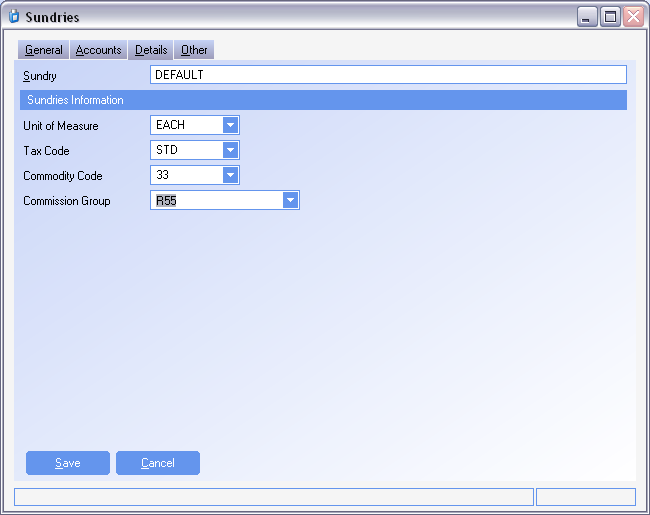 Sundries
General Accounts Details Other
Sundry DEFAULT
Sundries Information
Unit of Measure EACH
Tax Code STD
Commodity Code 33
Commission Group R55
Save Cancel